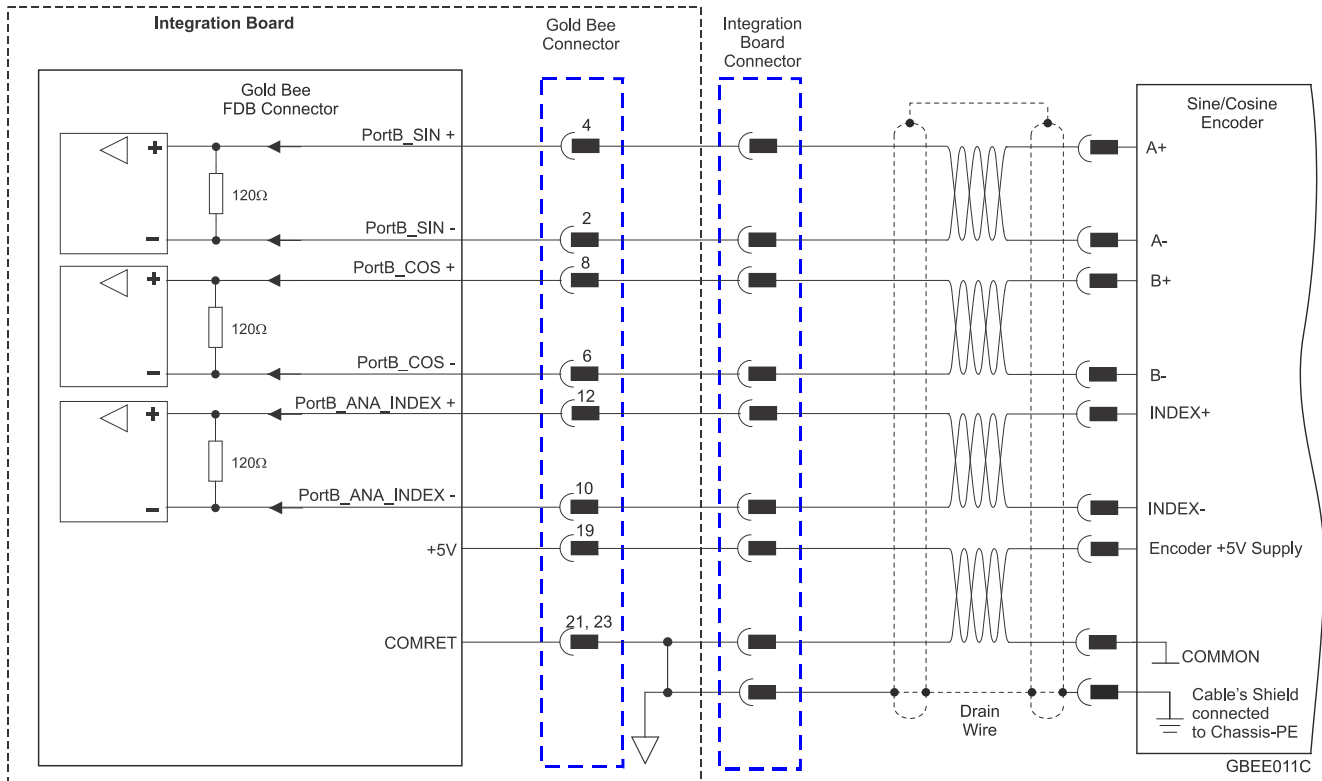 Integration Board
Gold Bee
Connector
Integration
Board
Connector
Gold Bee
FDB Connector
Sine/Cosine
Encoder
PortB_SIN +
4
A+
+
120Ω
PortB_SIN -
2
A-
-
PortB_COS +
8
B+
+
120Ω
PortB_COS -
6
B-
-
PortB_ANA_INDEX +
12
INDEX+
+
120Ω
PortB_ANA_INDEX -
10
INDEX-
-
+5V
19
Encoder +5V Supply
COMRET
21, 23
COMMON
Drain
Wire
Cable's Shield
connected
to Chassis-PE
GBEE011C